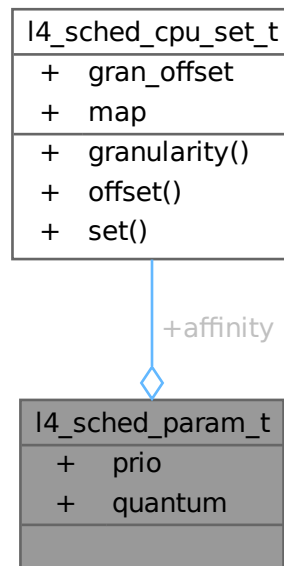 l4_sched_cpu_set_t
+ gran_offset
+ map
+ granularity()
+ offset()
+ set()
+affinity
l4_sched_param_t
+ prio
+ quantum